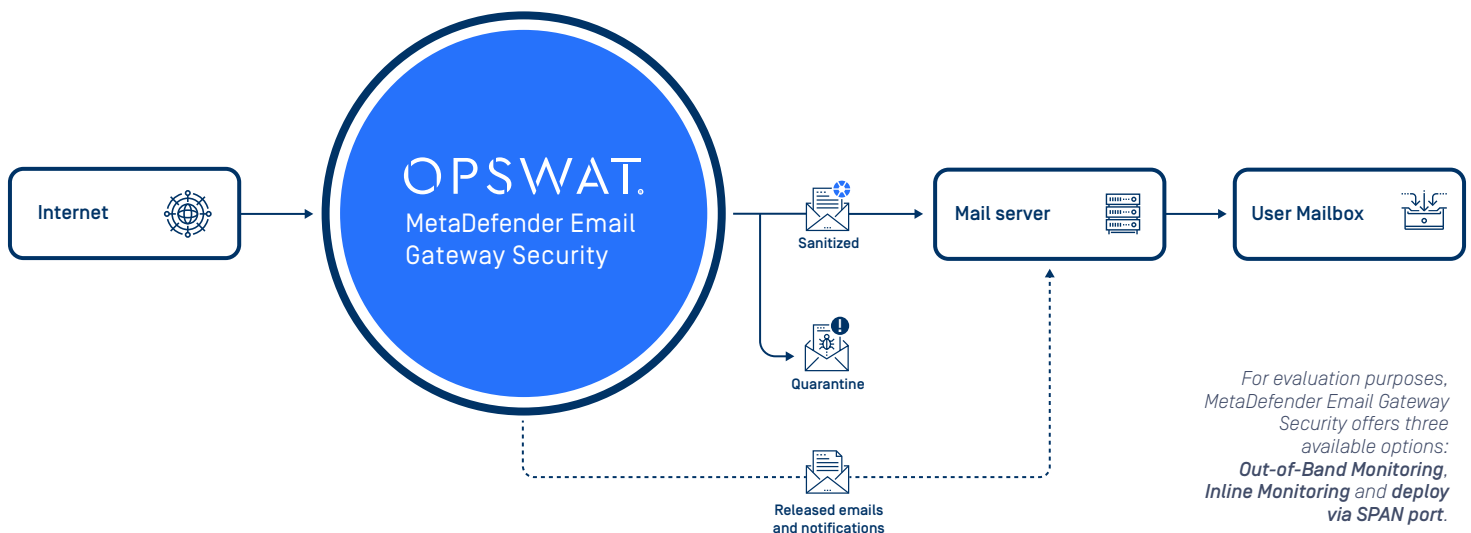 Internet
OPSWAT.
MetaDefender Email
Gateway Security
Sanitized
Quarantine
Released emails
and notifications
Mail server
User Mailbox
For evaluation purposes,
MetaDefender Email Gateway
Security offers three
available options:
Out-of-Band Monitoring,
Inline Monitoring and deploy
via SPAN port.